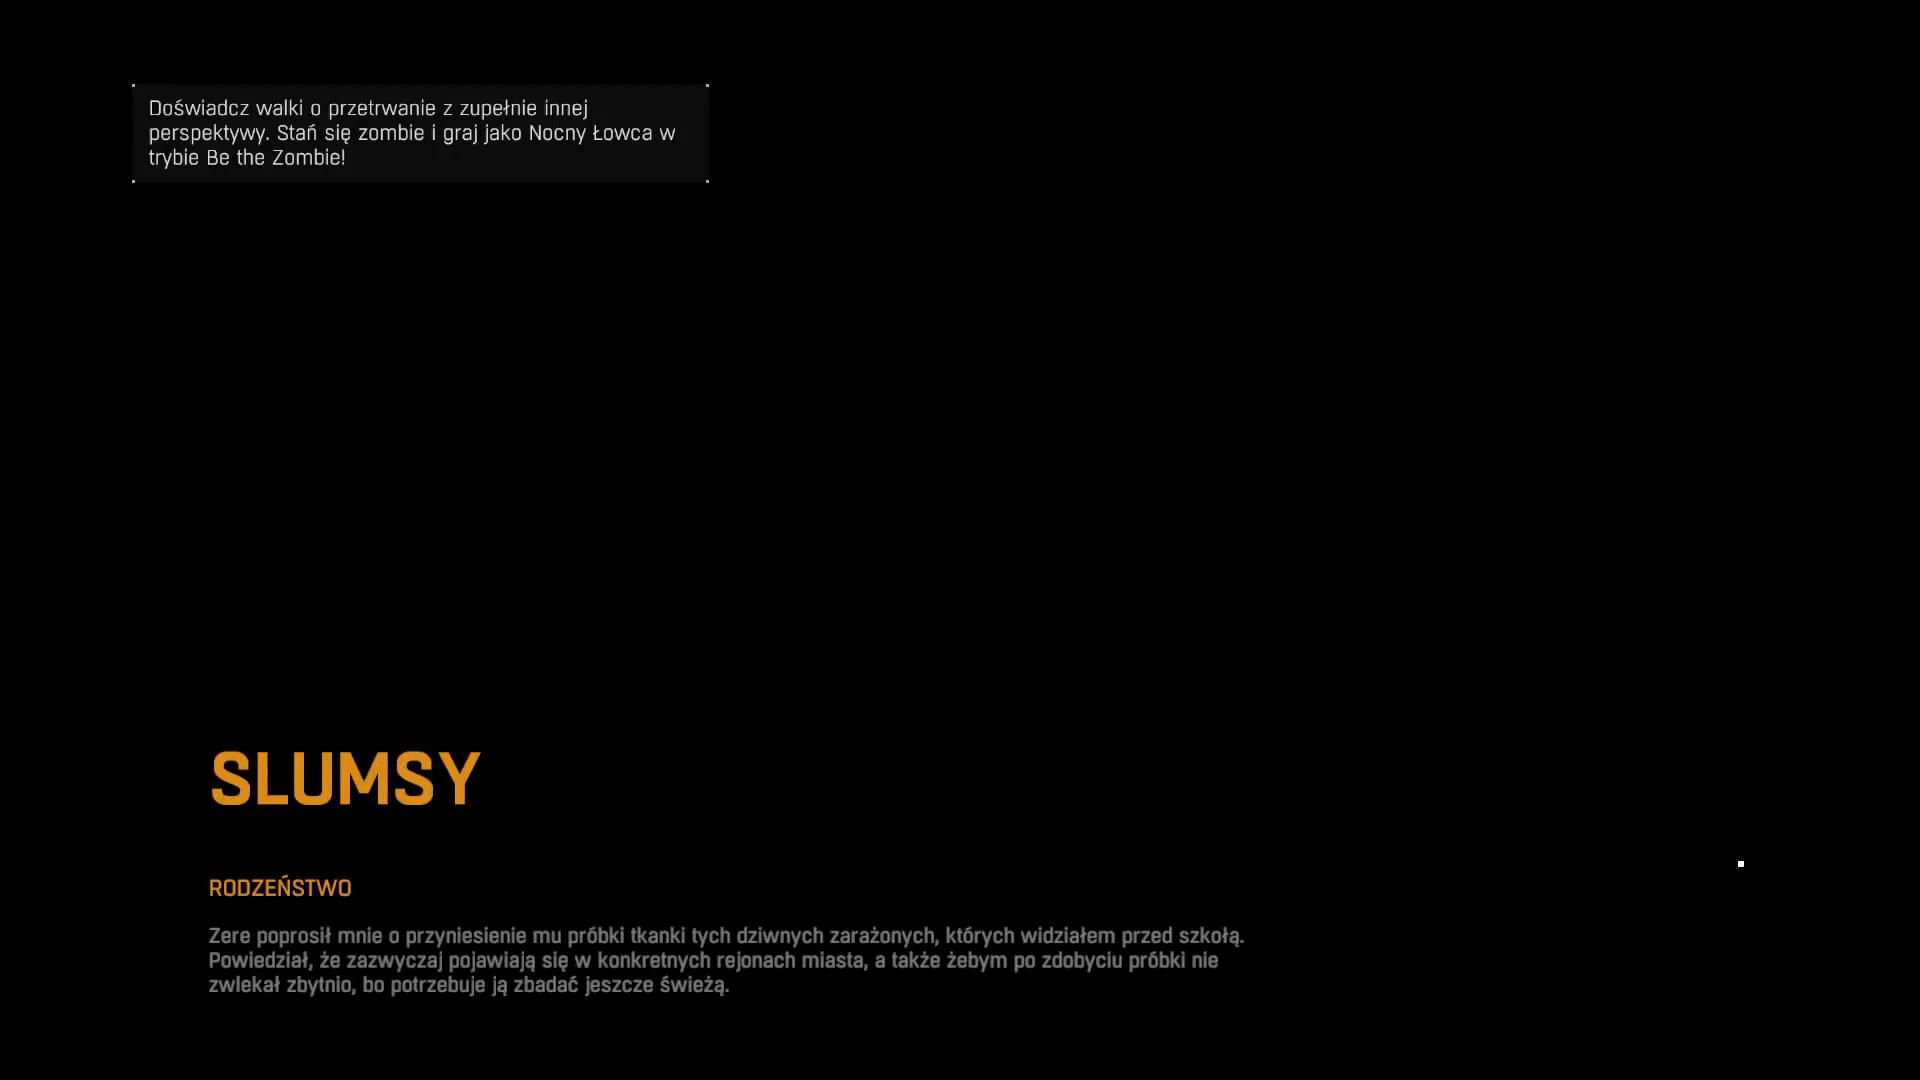 Doświadcz walki o przetrwanie z zupełnie innej
perspektywy. Stań się zombie i graj jako Nocny Łowca w
trybie Be the Zombie!
SLUMSY
RODZEŃSTWO
Zere poprosił mnie o przyniesienie mu próbki tkanki tych dziwnych zarażonych, których widziałem przed szkołą.
Powiedział, że zazwyczaj pojawiają się w konkretnych rejonach miasta, a także żebym po zdobyciu próbki nie
zwlekał zbytnio, bo potrzebuje ją zbadać jeszcze świeżą.